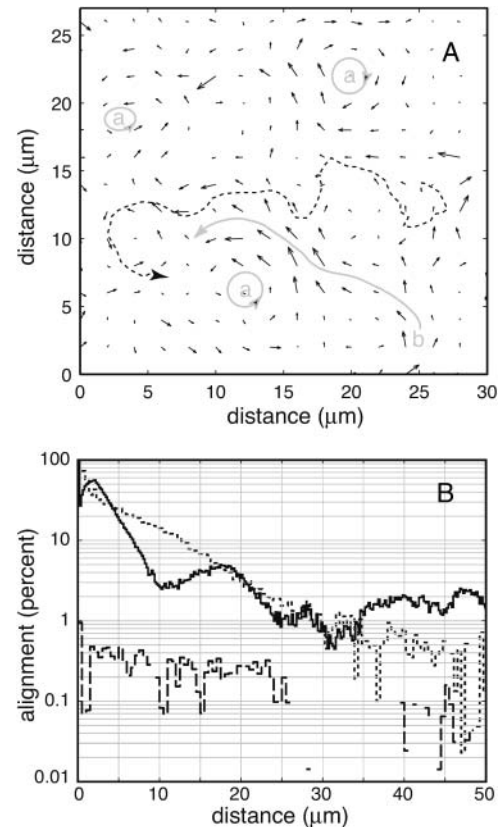 A
a
a
a
b
25
20
15
10
5
0
distance (μm)
0 5 10 15 20 25 30
distance (μm)
B
100
10
1
0.1
0.01
alignment (percent)
0 10 20 30 40 50
distance (μm)